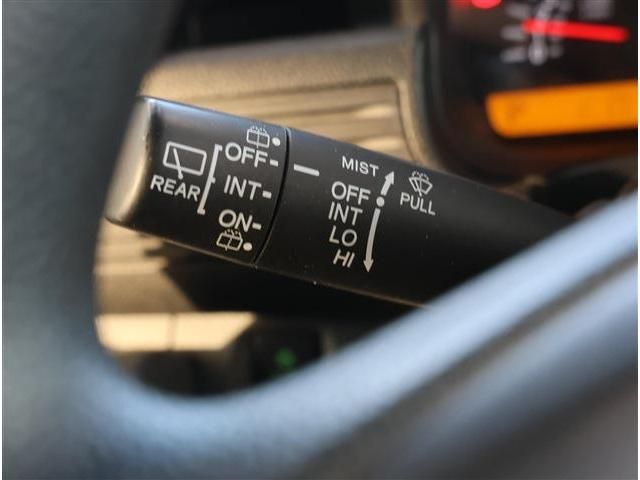 REAR
OFF
INT
ON
MIST
OFF
INT
LO
HI
PULL